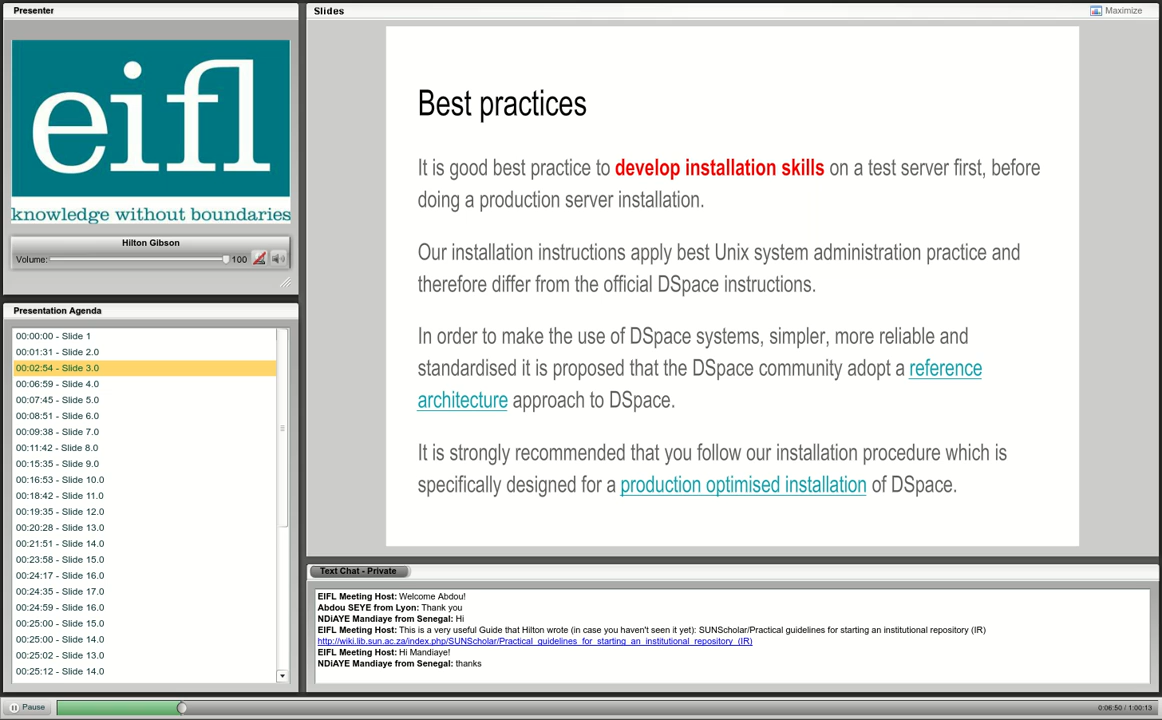 Presenter
eifl
knowledge without boundaries
Hilton Gibson
Volume: 100
Presentation Agenda
00:00:00 - Slide 1
00:01:31 - Slide 2.0
00:02:54 - Slide 3.0
00:06:59 - Slide 4.0
00:07:45 - Slide 5.0
00:08:51 - Slide 6.0
00:09:38 - Slide 7.0
00:11:42 - Slide 8.0
00:15:35 - Slide 9.0
00:16:53 - Slide 10.0
00:18:42 - Slide 11.0
00:19:35 - Slide 12.0
00:20:28 - Slide 13.0
00:21:51 - Slide 14.0
00:23:58 - Slide 15.0
00:24:17 - Slide 16.0
00:24:35 - Slide 17.0
00:24:59 - Slide 16.0
00:25:00 - Slide 15.0
00:25:00 - Slide 14.0
00:25:02 - Slide 13.0
00:25:12 - Slide 14.0
Slides
Maximize
Best practices
It is good best practice to develop installation skills on a test server first, before
doing a production server installation.
Our installation instructions apply best Unix system administration practice and
therefore differ from the official DSpace instructions.
In order to make the use of DSpace systems, simpler, more reliable and
standardised it is proposed that the DSpace community adopt a reference
architecture approach to DSpace.
It is strongly recommended that you follow our installation procedure which is
specifically designed for a production optimised installation of DSpace.
Text Chat - Private
EIFL Meeting Host: Welcome Abdou!
Abdou SEYE from Lyon: Thank you
NDiAYE Mandiaye from Senegal: Hi
EIFL Meeting Host: This is a very useful Guide that Hilton wrote (in case you haven't seen it yet): SUNScholar/Practical guidelines for starting an institutional repository (IR)
http://wiki.lib.sun.ac.za/index.php/SUNScholar/Practical_guidelines_for_starting_an_institutional_repository_(IR)
EIFL Meeting Host: Hi Mandiaye!
NDiAYE Mandiaye from Senegal: thanks
Pause
0:06:50 / 1:00:13